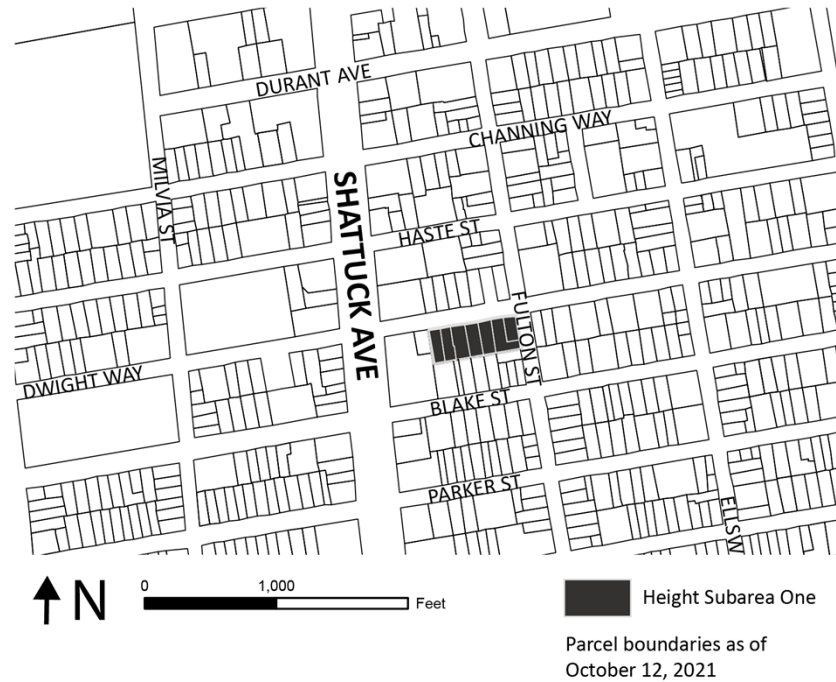 DURANT AVE
CHANNING WAY
MILVIA ST
SHATTUCK AVE
HASTE ST
FULTON ST
DWIGHT WAY
BLAKE ST
PARKER ST
ELSW
N
0 1,000
Feet
Height Subarea One
Parcel boundaries as of
October 12, 2021